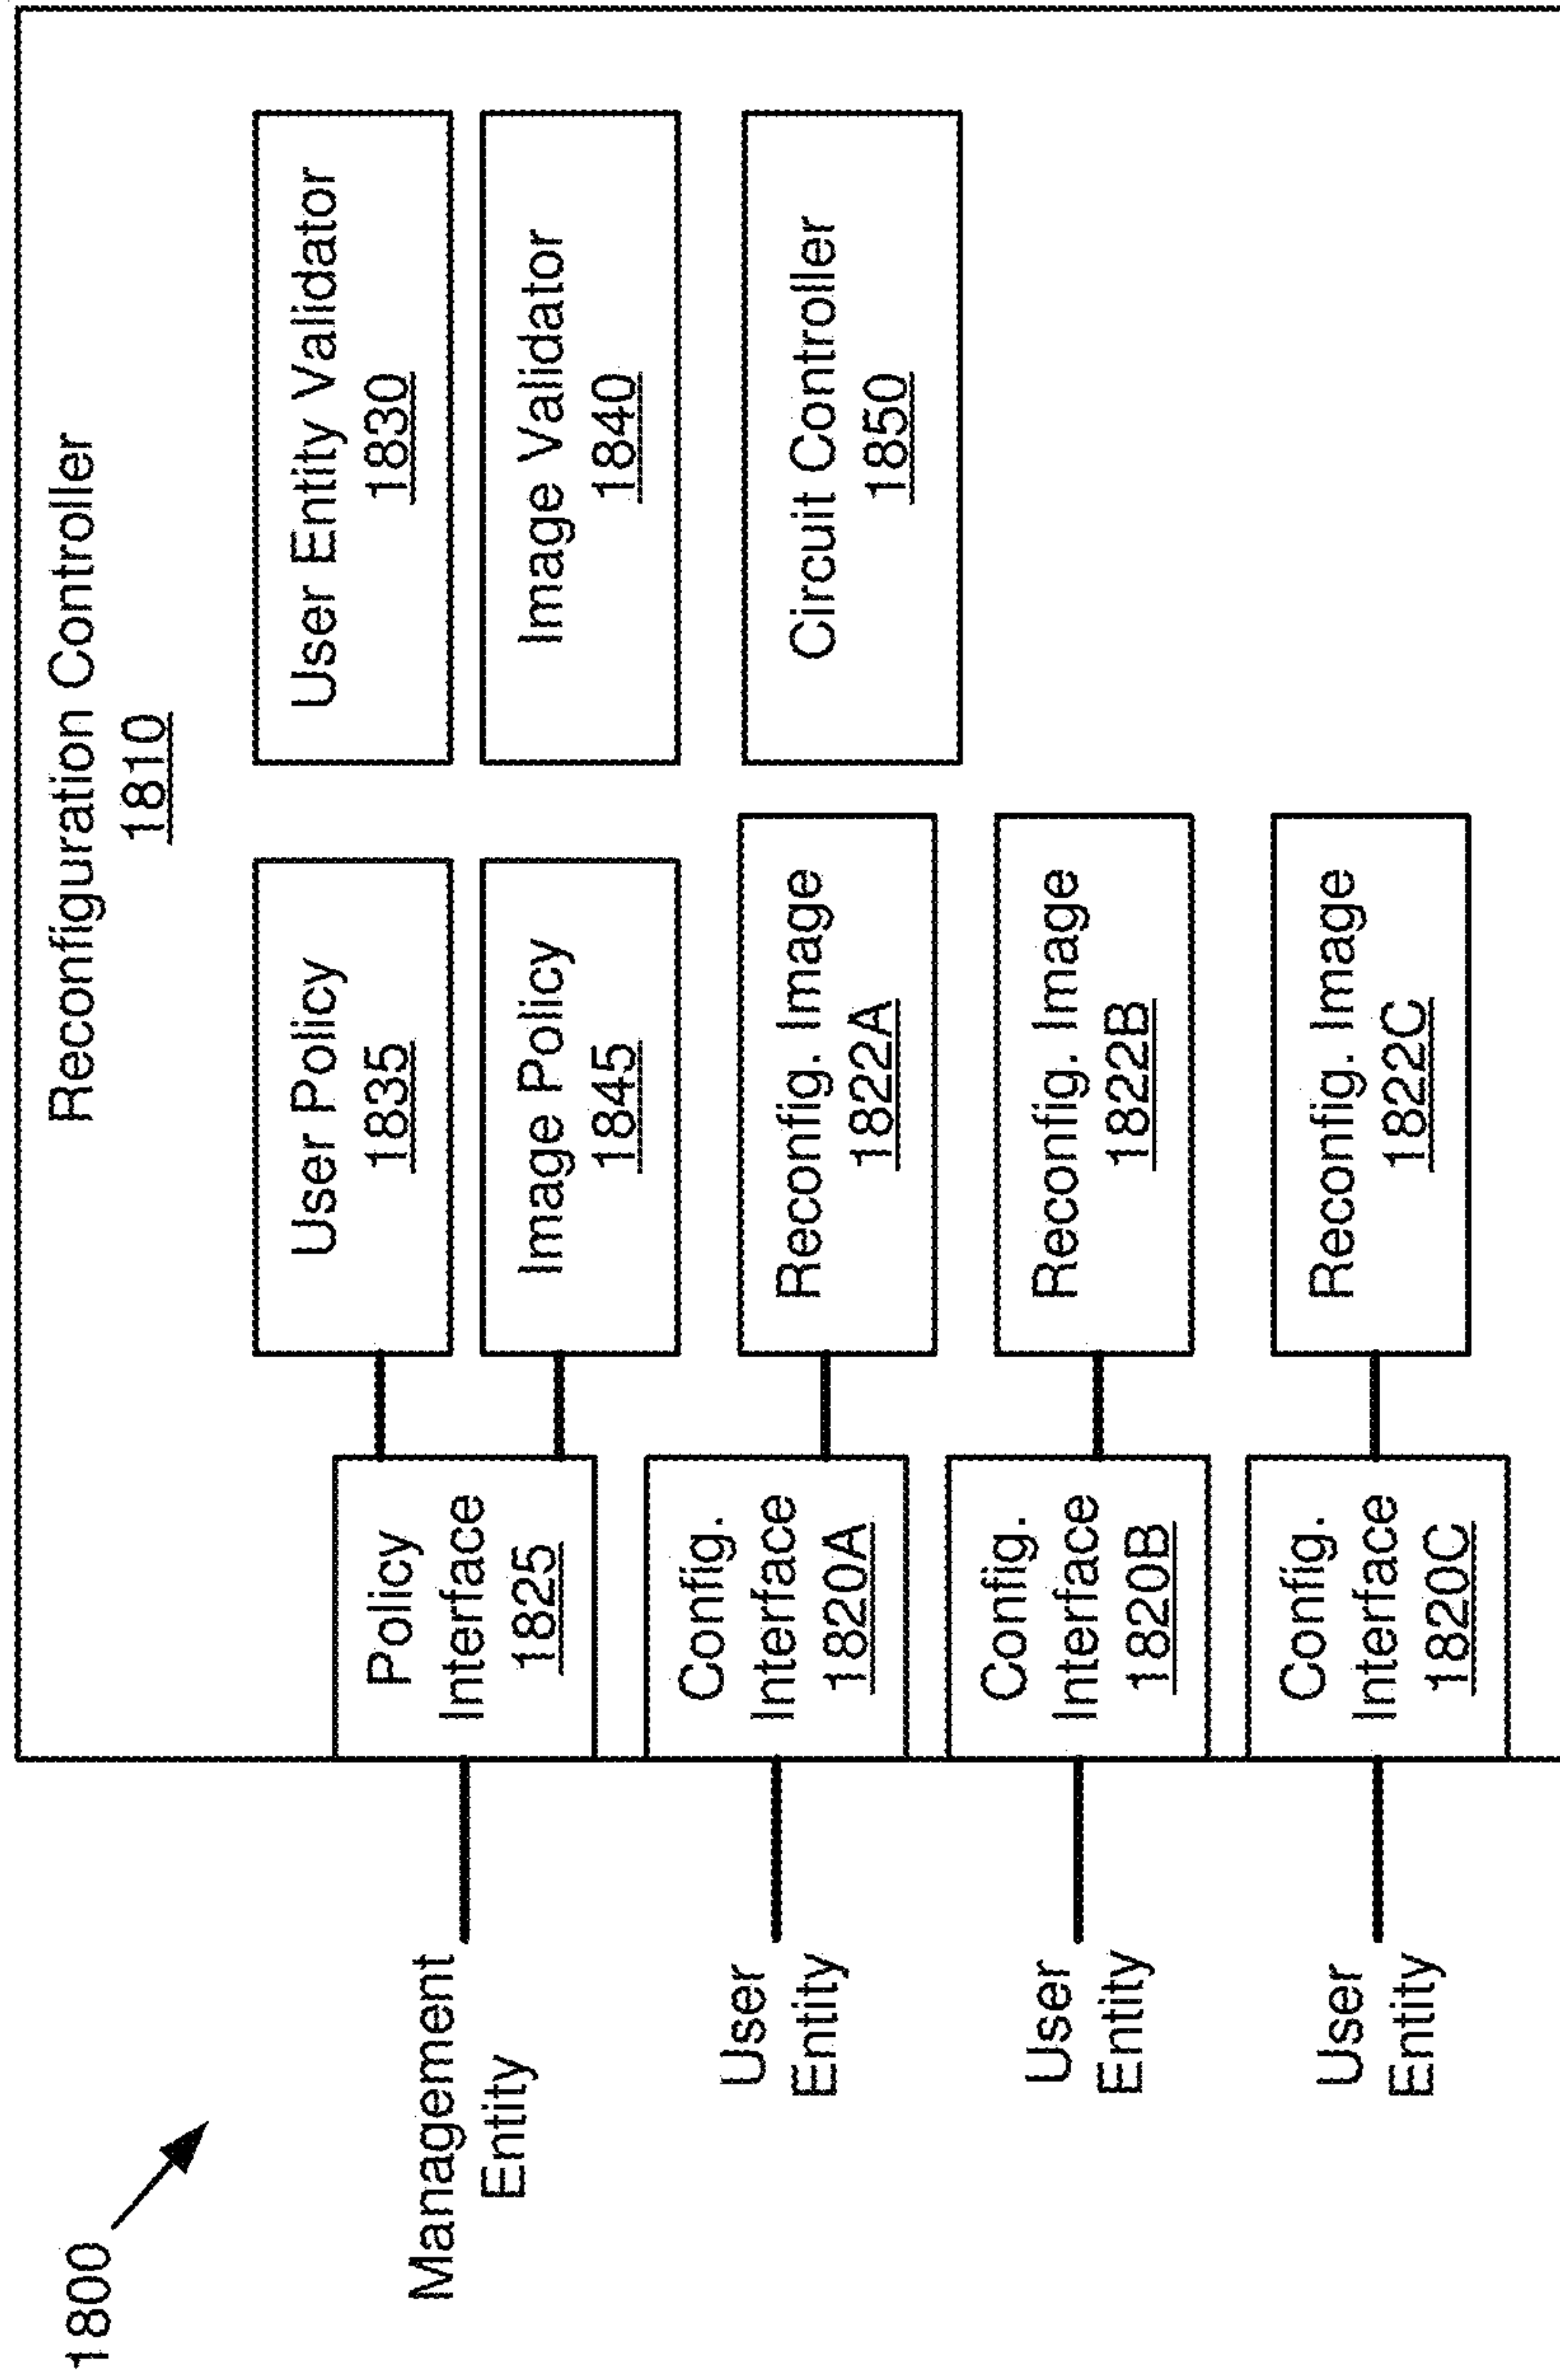 1800
Reconfiguration Controller
1810
Management
Entity
Policy
Interface
1825
User Policy
1835
User Entity Validator
1830
Image Policy
1845
Image Validator
1840
User
Entity
Config.
Interface
1820A
Reconfig. Image
1822A
Circuit Controller
1850
User
Entity
Config.
Interface
1820B
Reconfig. Image
1822B
User
Entity
Config.
Interface
1820C
Reconfig. Image
1822C